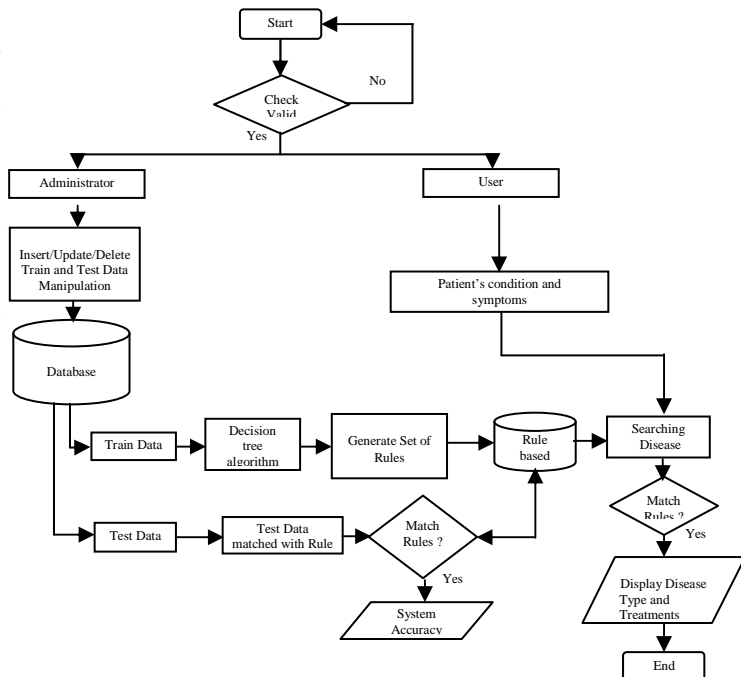 Start
No
Check
Valid
Yes
Administrator
User
Insert/Update/Delete
Train and Test Data
Manipulation
Patient's condition and
symptoms
Database
Train Data
Decision
tree
algorithm
Generate Set of
Rules
Rule
based
Searching
Disease
Test Data
Test Data
matched with Rule
Match
Rules ?
Yes
System
Accuracy
Match
Rules ?
Yes
Display Disease
Type and
Treatments
End